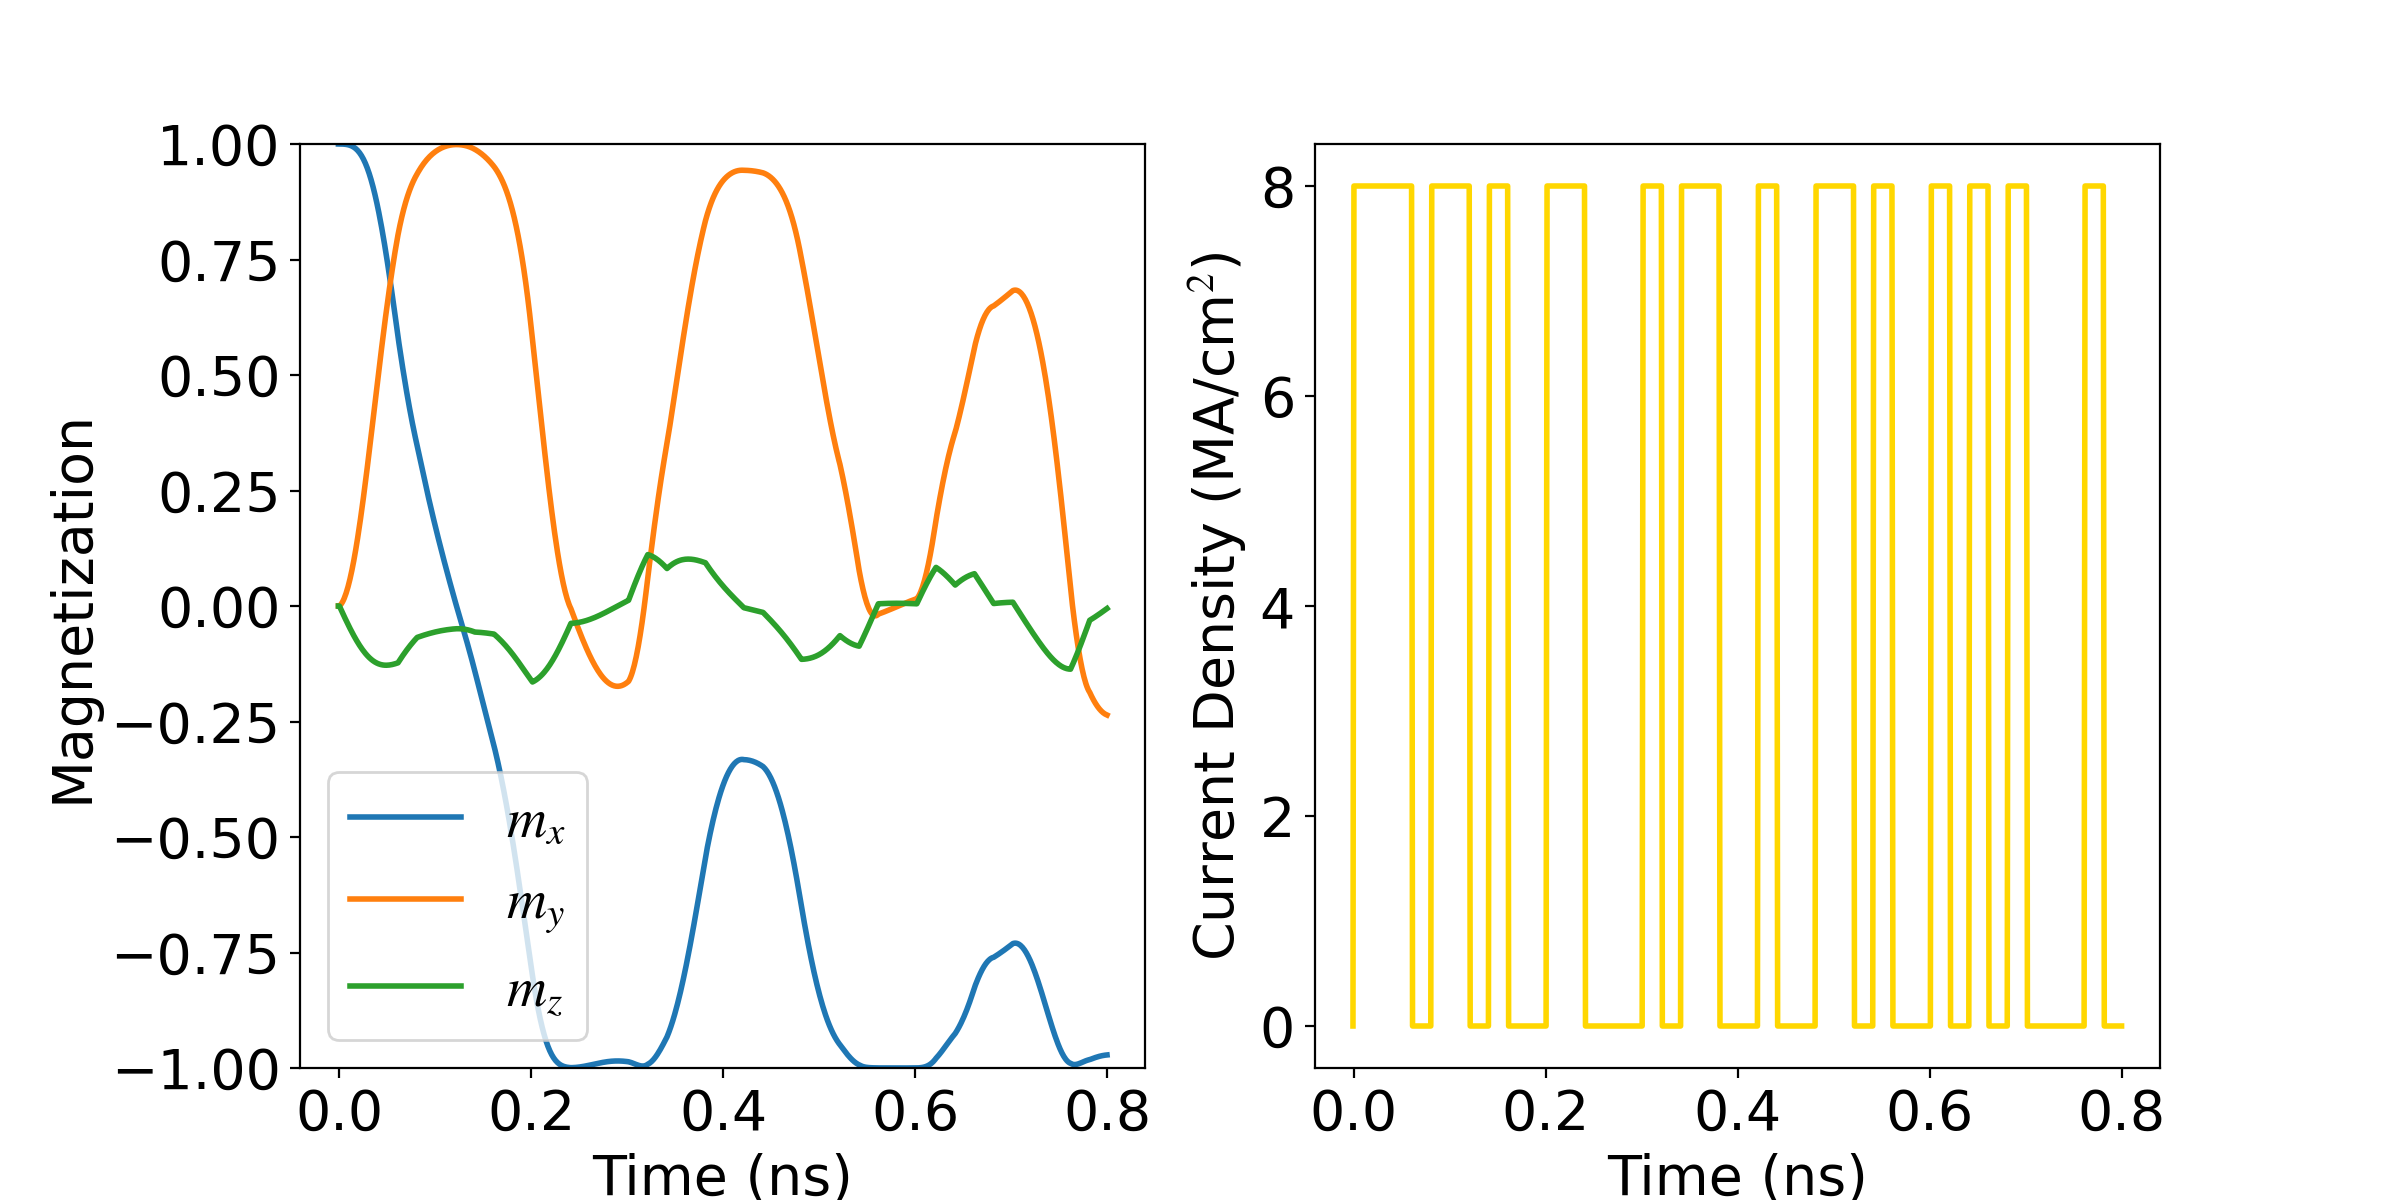 1.00
0.75
0.50
0.25
0.00
−0.25
−0.50
−0.75
−1.00
Magnetization
m_x
m_y
m_z
0.0 0.2 0.4 0.6 0.8
Time (ns)
8
6
4
2
0
Current Density (MA/cm²)
0.0 0.2 0.4 0.6 0.8
Time (ns)